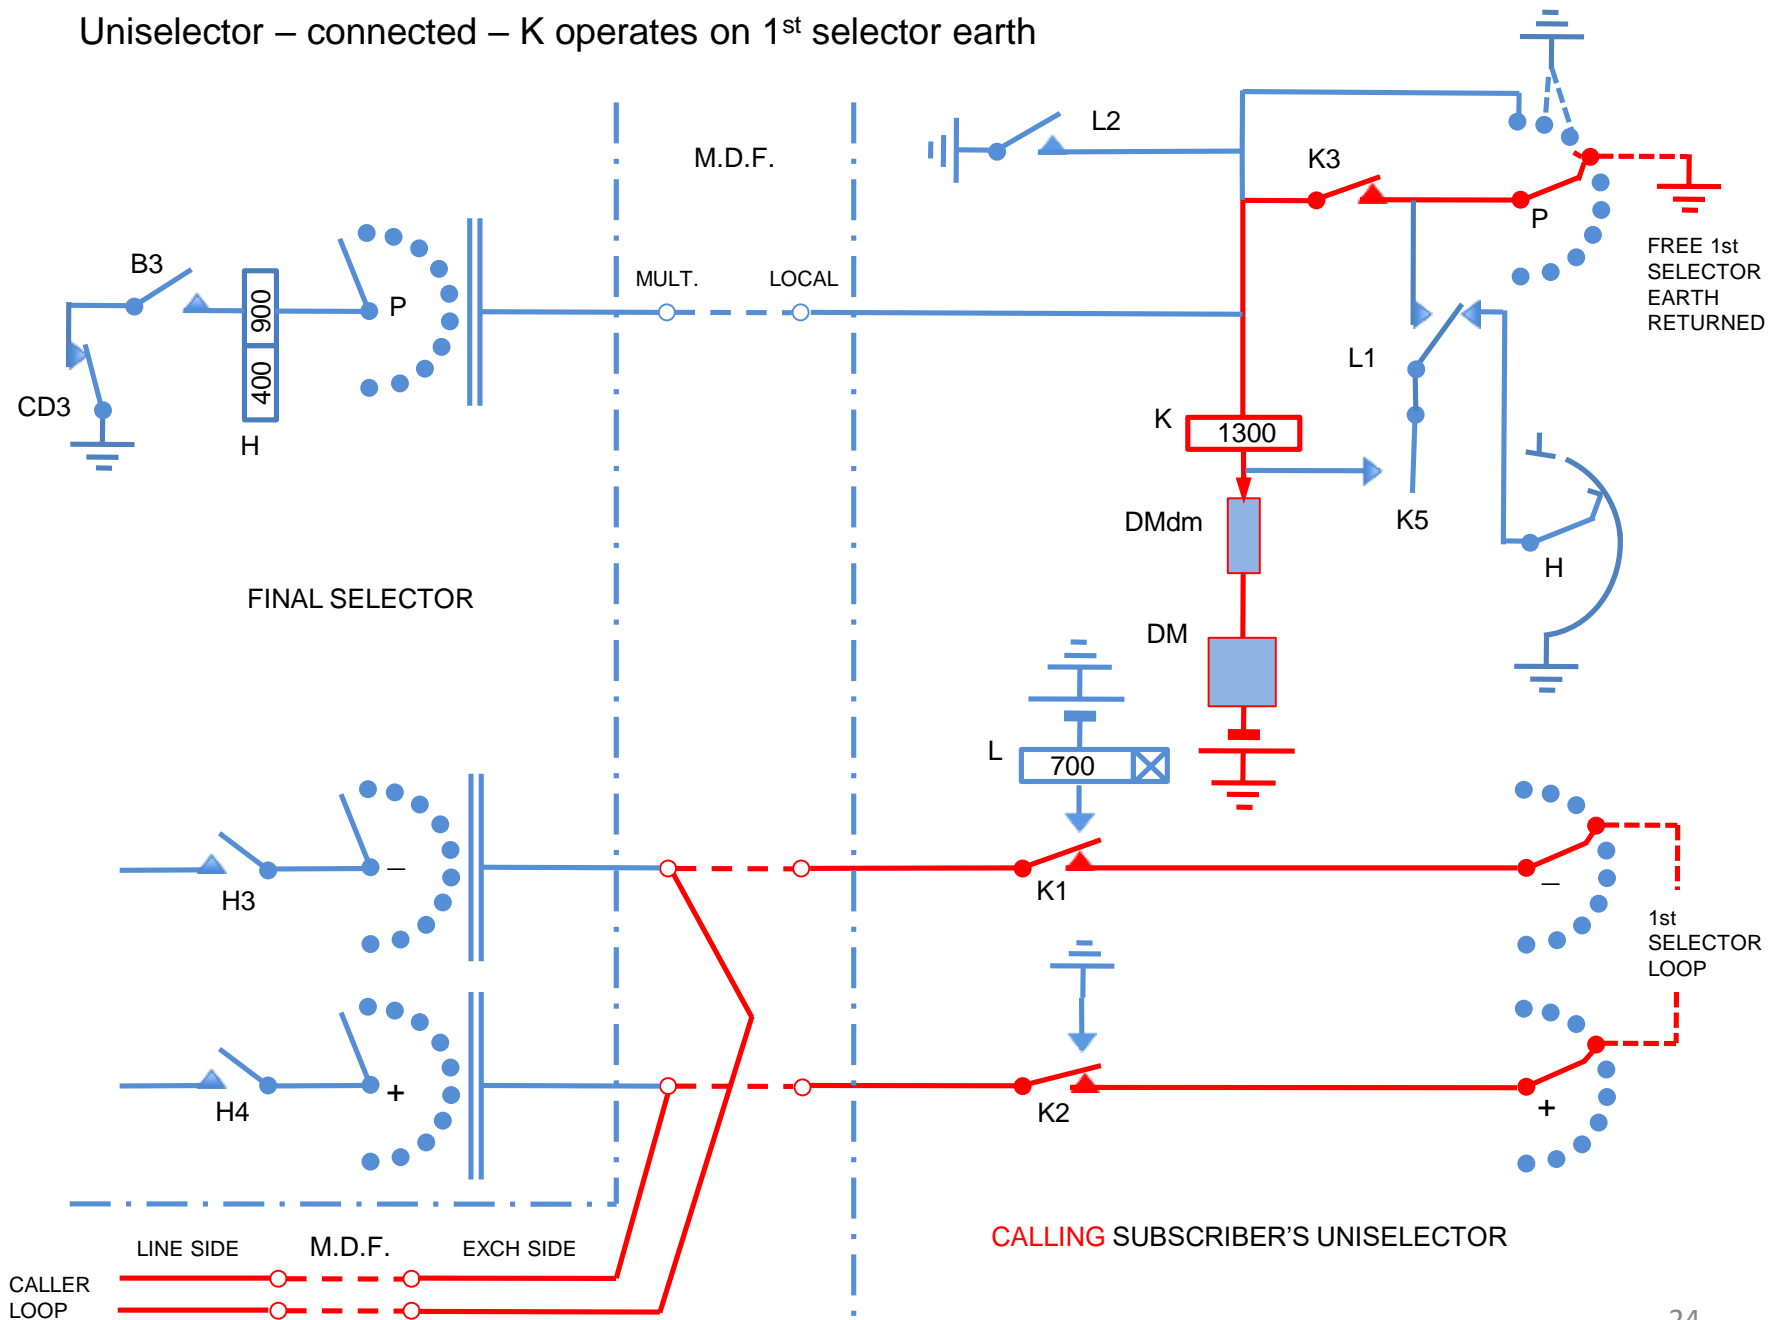 Uniselector – connected – K operates on 1st selector earth
L2
M.D.F.
K3
P
B3
MULT.
LOCAL
FREE 1st
SELECTOR
EARTH
RETURNED
900
400
P
L1
CD3
H
K
1300
DMdm
K5
H
FINAL SELECTOR
DM
L
700
–
H3
K1
–
1st
SELECTOR
LOOP
+
H4
K2
+
LINE SIDE
M.D.F.
EXCH SIDE
CALLING SUBSCRIBER'S UNISELECTOR
CALLER
LOOP
24